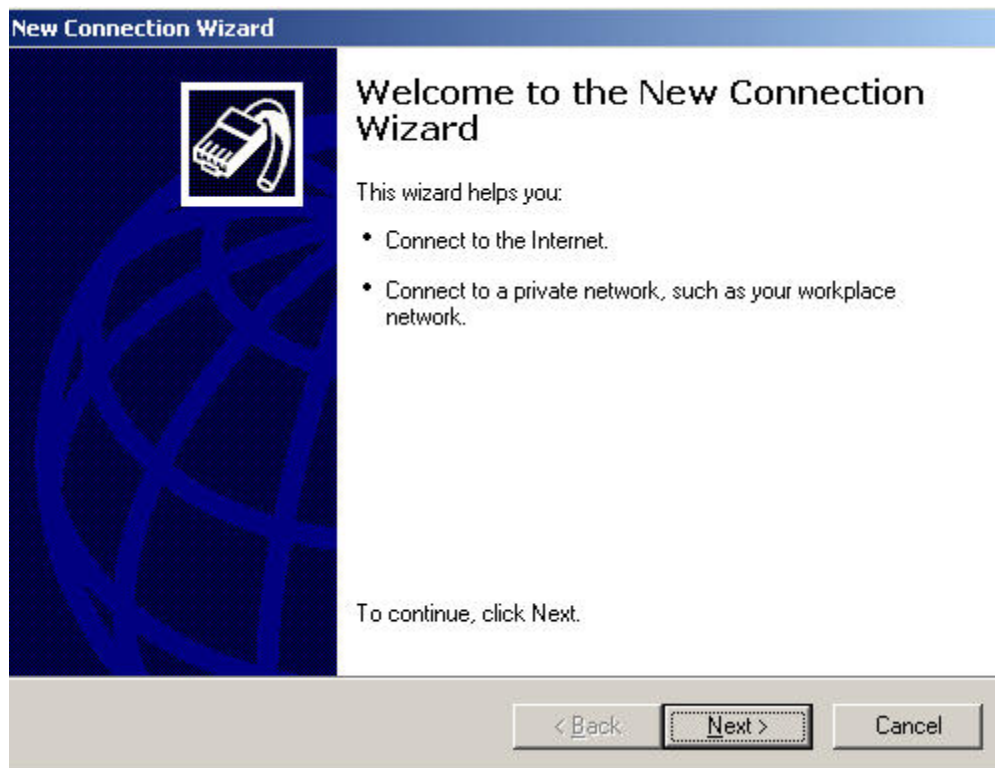 New Connection Wizard
Welcome to the New Connection
Wizard
This wizard helps you:
• Connect to the Internet.
• Connect to a private network, such as your workplace
network.
To continue, click Next.
< Back
Next >
Cancel